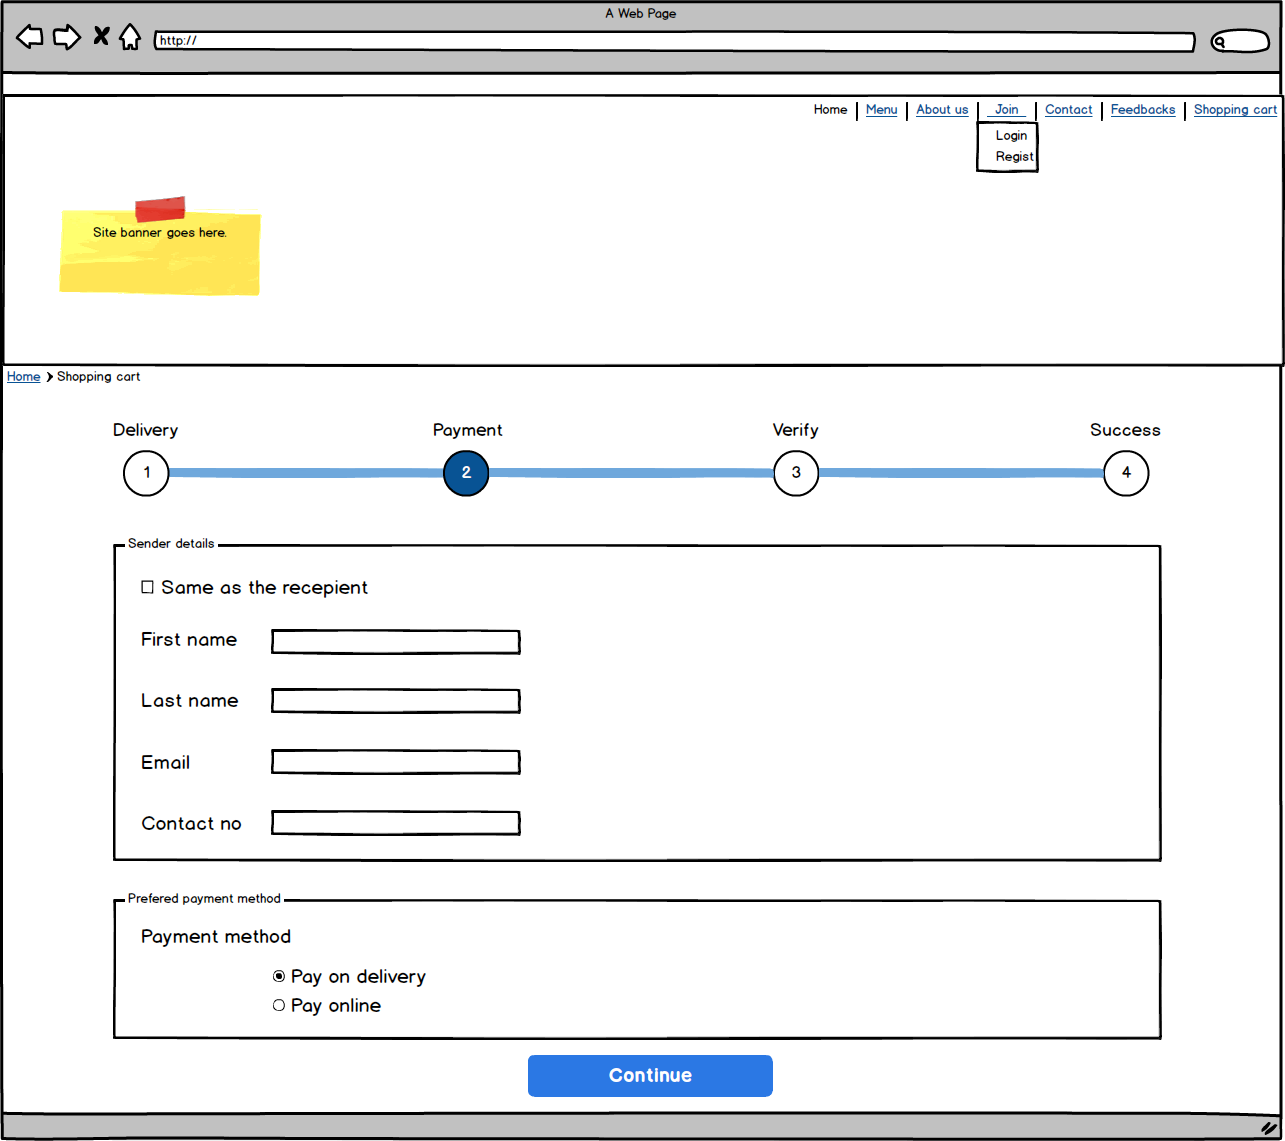 A Web Page
http://
Home Menu About us Join Contact Feedbacks Shopping cart
Login
Regist
Site banner goes here.
Home Shopping cart
Delivery Payment Verify Success
1 2 3 4
Sender details
Same as the recepient
First name
Last name
Email
Contact no
Prefered payment method
Payment method
Pay on delivery
Pay online
Continue